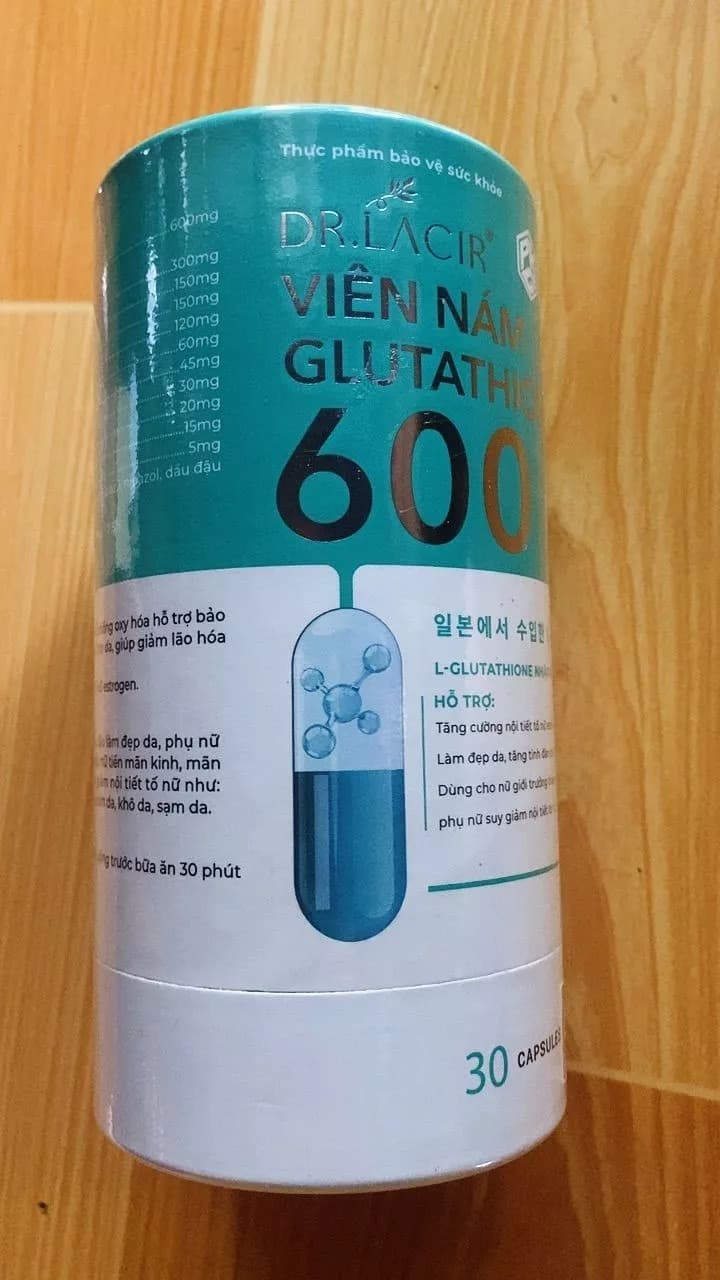 Thực phẩm bảo vệ sức khỏe
DR.LACIR®
VIÊN NÁM
GLUTATHIO
600
600mg
300mg
150mg
150mg
120mg
60mg
45mg
30mg
20mg
15mg
5mg
dầu đậu
oxy hóa hỗ trợ bảo
da, giúp giảm lão hóa
estrogen.
làm đẹp da, phụ nữ
tiền mãn kinh, mãn
nội tiết tố nữ như:
da, khô da, sạm da.
trước bữa ăn 30 phút
일본에서 수입한
L-GLUTATHIONE
HỖ TRỢ:
Tăng cường nội tiết tố nữ
Làm đẹp da, tăng tính đàn
Dùng cho nữ giới trưởng
phụ nữ suy giảm nội tiết
30 CAPSULES